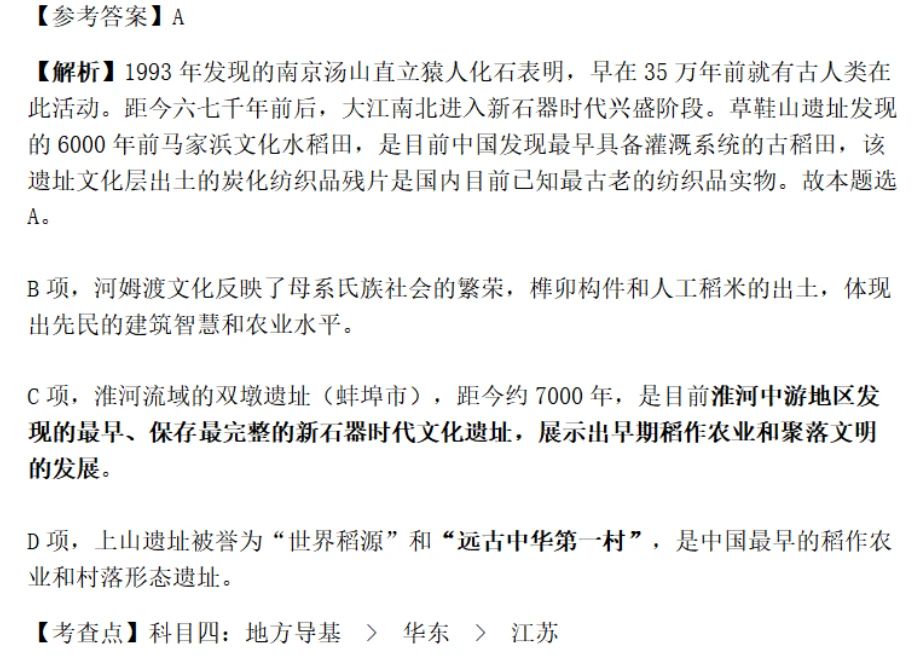 【参考答案】A
【解析】1993 年发现的南京汤山直立猿人化石表明，早在 35 万年前就有古人类在
此活动。距今六七千年前后，大江南北进入新石器时代兴盛阶段。草鞋山遗址发现
的 6000 年前马家浜文化水稻田，是目前中国发现最早具备灌溉系统的古稻田，该
遗址文化层出土的炭化纺织品残片是国内目前已知最古老的纺织品实物。故本题选
A。
B 项，河姆渡文化反映了母系氏族社会的繁荣，榫卯构件和人工稻米的出土，体现
出先民的建筑智慧和农业水平。
C 项，淮河流域的双墩遗址（蚌埠市），距今约 7000 年，是目前淮河中游地区发
现的最早、保存最完整的新石器时代文化遗址，展示出早期稻作农业和聚落文明
的发展。
D 项，上山遗址被誉为“世界稻源”和“远古中华第一村”，是中国最早的稻作农
业和村落形态遗址。
【考查点】科目四：地方导基 > 华东 > 江苏